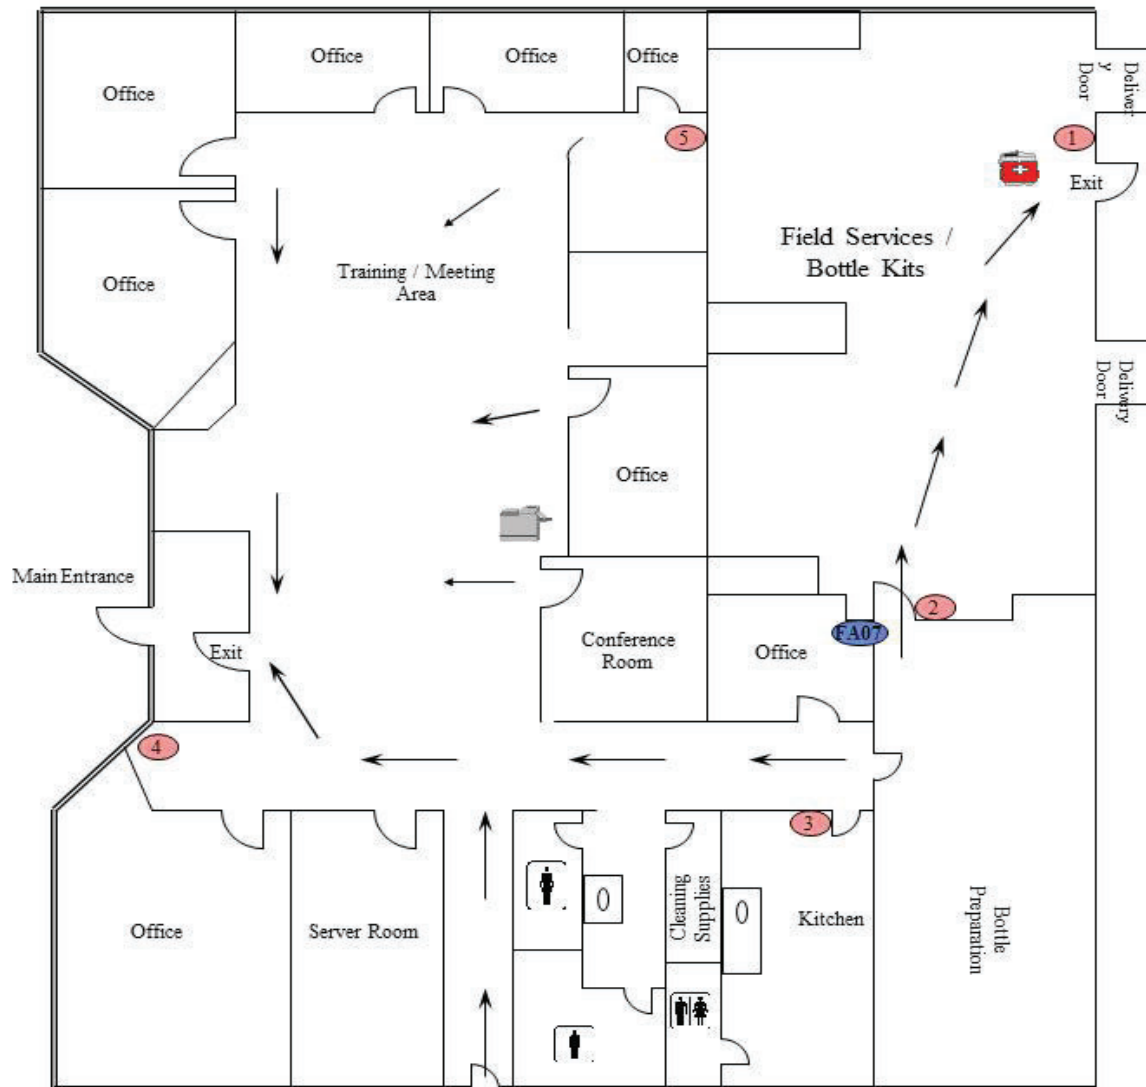 Office
Office
Office
Office
Deliver
y
Door
5
1
Exit
Field Services /
Bottle Kits
Training / Meeting
Area
Office
Delivery
Door
Office
Main Entrance
2
FA07
Conference
Room
Office
Exit
4
3
Office
Server Room
Cleaning
Supplies
Kitchen
Bottle
Preparation